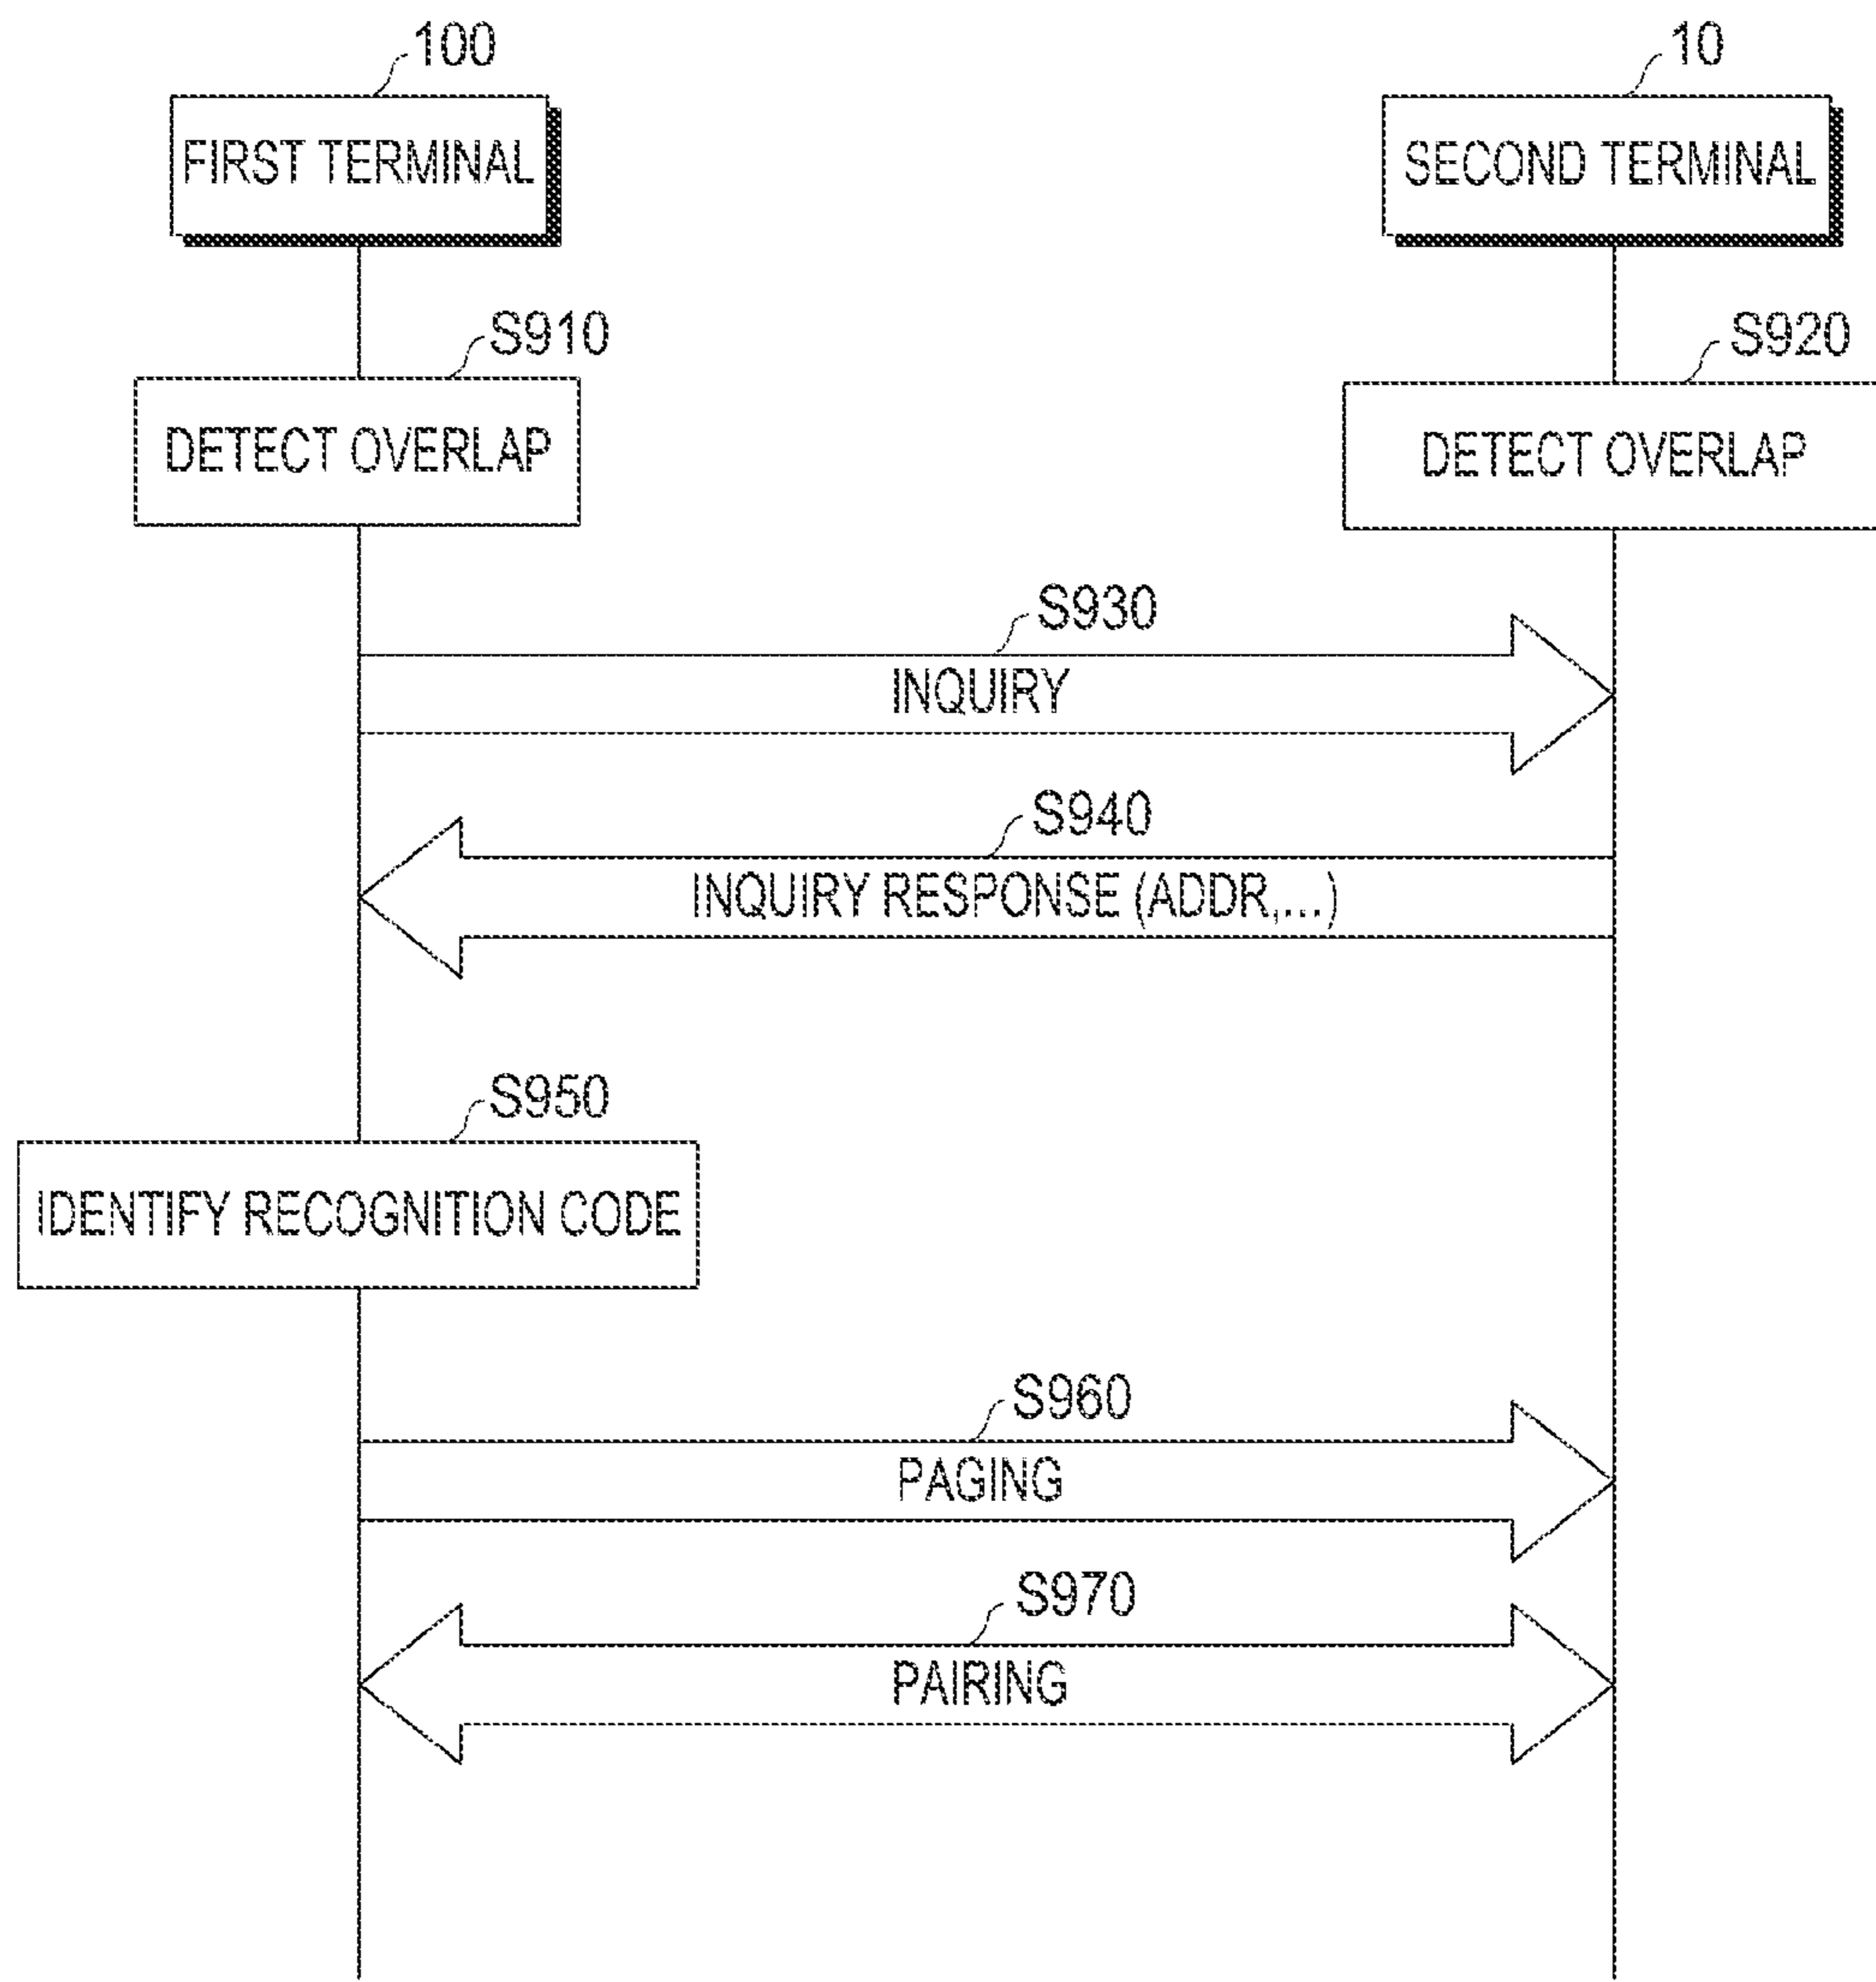 100
10
FIRST TERMINAL
SECOND TERMINAL
S910
S920
DETECT OVERLAP
DETECT OVERLAP
S930
INQUIRY
S940
INQUIRY RESPONSE (ADDR,...)
S950
IDENTIFY RECOGNITION CODE
S960
PAGING
S970
PAIRING